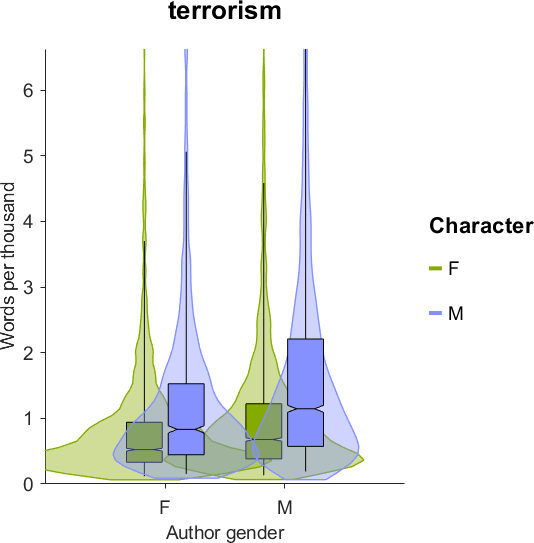 terrorism
6
5
4
3
2
1
0
Words per thousand
F
M
Author gender
Character
F
M